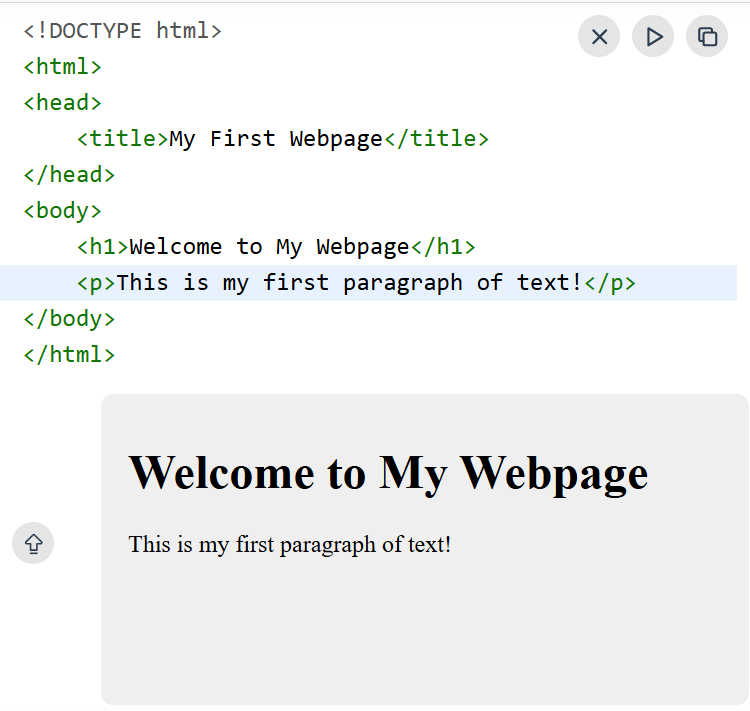 <!DOCTYPE html>
<html>
<head>
    <title>My First Webpage</title>
</head>
<body>
    <h1>Welcome to My Webpage</h1>
    <p>This is my first paragraph of text!</p>
</body>
</html>
Welcome to My Webpage
This is my first paragraph of text!